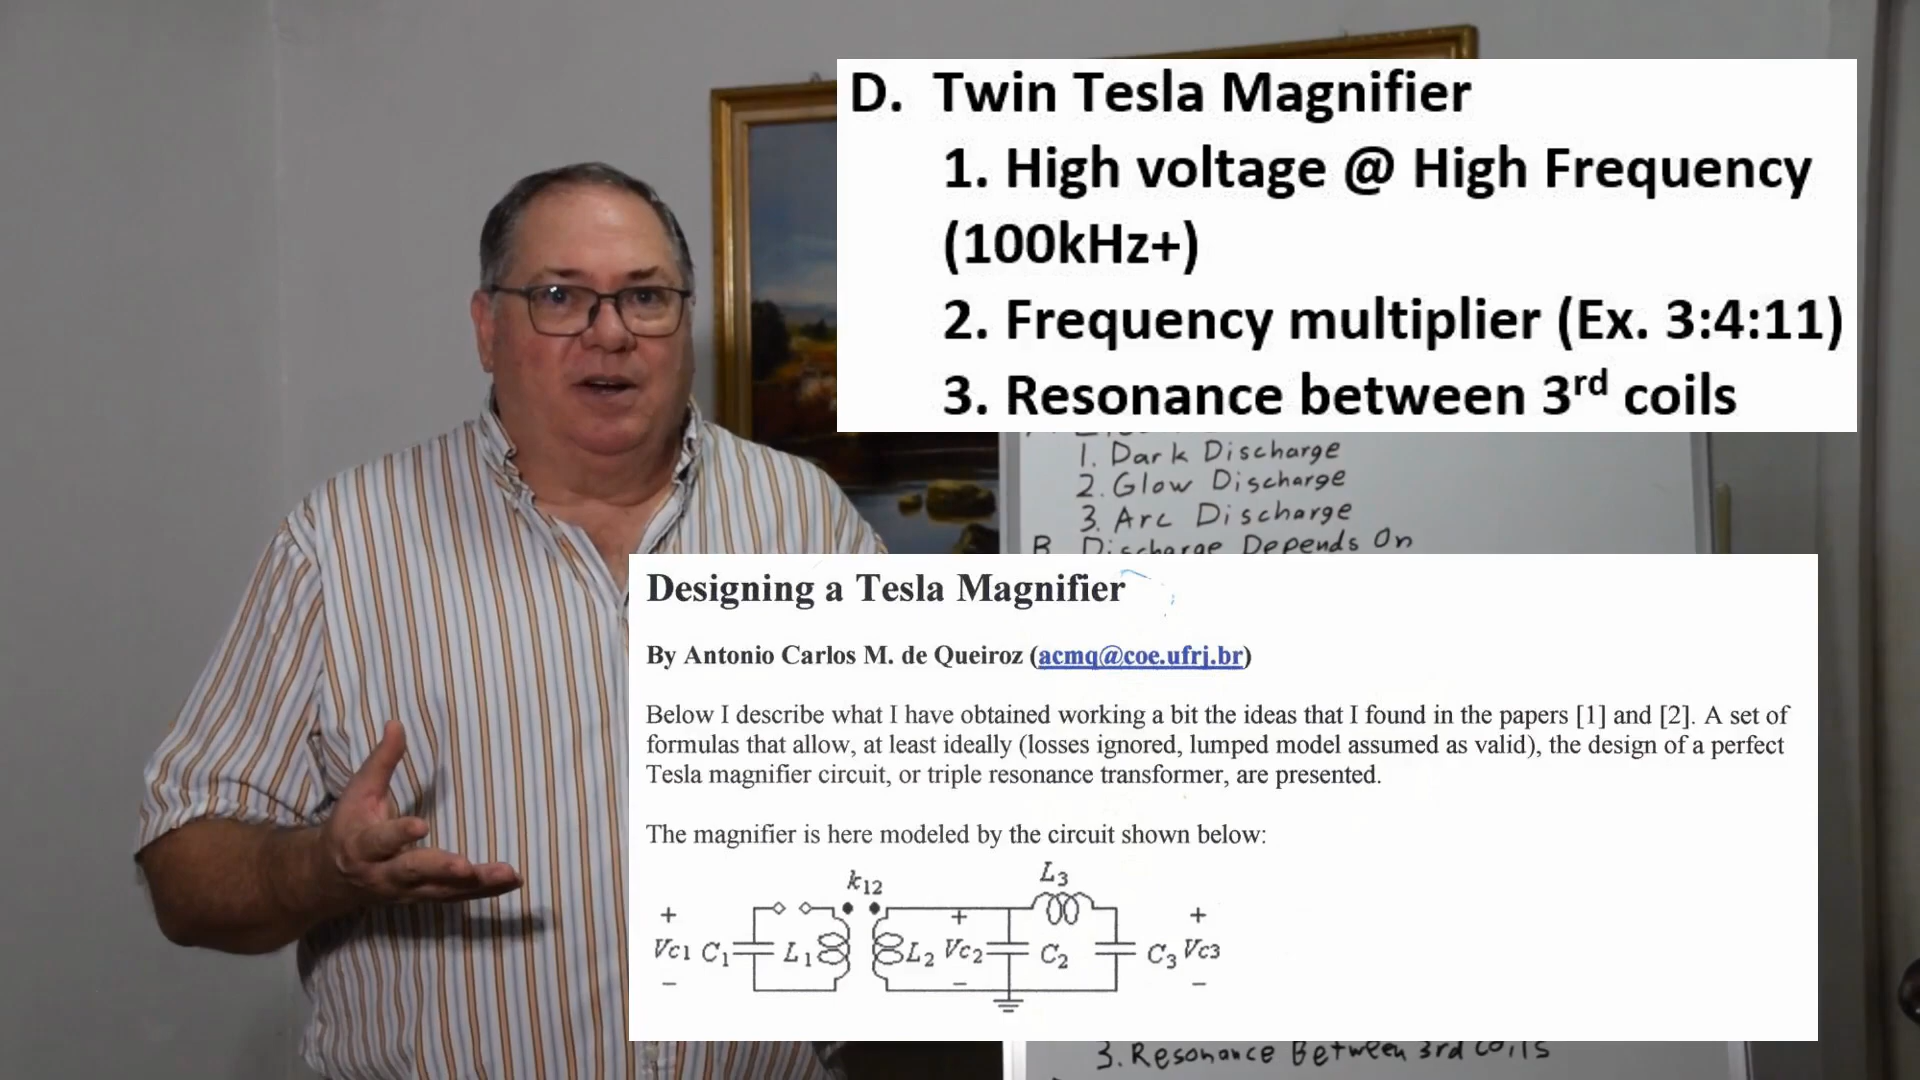 D. Twin Tesla Magnifier
1. High voltage @ High Frequency
(100kHz+)
2. Frequency multiplier (Ex. 3:4:11)
3. Resonance between 3rd coils
1. Dark Discharge
2. Glow Discharge
3. Arc Discharge
B. Discharge Depends On
Designing a Tesla Magnifier
By Antonio Carlos M. de Queiroz (acmq@coe.ufrj.br)
Below I describe what I have obtained working a bit the ideas that I found in the papers [1] and [2]. A set of
formulas that allow, at least ideally (losses ignored, lumped model assumed as valid), the design of a perfect
Tesla magnifier circuit, or triple resonance transformer, are presented.
The magnifier is here modeled by the circuit shown below:
k12 L3
+ + +
Vc1 C1 L1 L2 Vc2 C2 C3 Vc3
− − −
3. Resonance Between 3rd coils